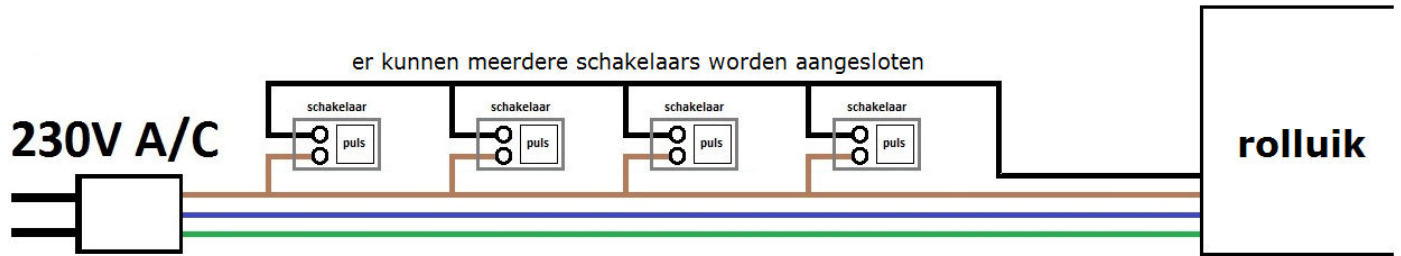 er kunnen meerdere schakelaars worden aangesloten
schakelaar schakelaar schakelaar schakelaar
230V A/C
puls puls puls puls
rolluik